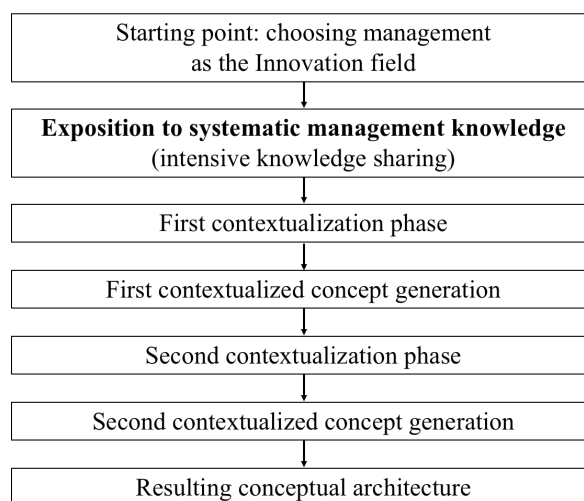 Starting point: choosing management
as the Innovation field
Exposition to systematic management knowledge
(intensive knowledge sharing)
First contextualization phase
First contextualized concept generation
Second contextualization phase
Second contextualized concept generation
Resulting conceptual architecture